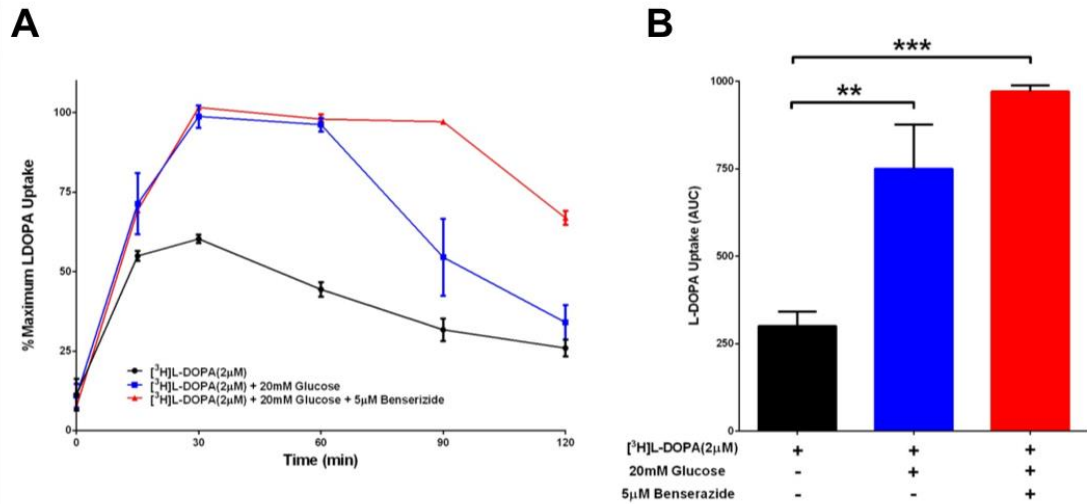 A
% Maximum LDOPA Uptake
100
75
50
25
0
[³H]L-DOPA(2µM)
[³H]L-DOPA(2µM) + 20mM Glucose
[³H]L-DOPA(2µM) + 20mM Glucose + 5µM Benserizide
0 30 60 90 120
Time (min)
B
L-DOPA Uptake (AUC)
***
**
1000
750
500
250
0
[³H]L-DOPA(2µM) + + +
20mM Glucose - + +
5µM Benserazide - - +